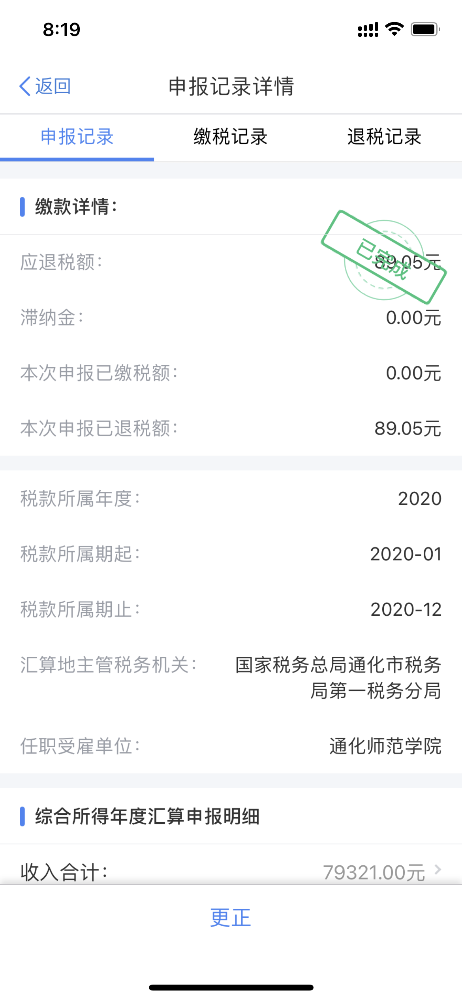 8:19
返回
申报记录详情
申报记录
缴税记录
退税记录
缴款详情：
已完成
应退税额：
89.05元
滞纳金：
0.00元
本次申报已缴税额：
0.00元
本次申报已退税额：
89.05元
税款所属年度：
2020
税款所属期起：
2020-01
税款所属期止：
2020-12
汇算地主管税务机关：
国家税务总局通化市税务
局第一税务分局
任职受雇单位：
通化师范学院
综合所得年度汇算申报明细
收入合计：
79321.00元
更正